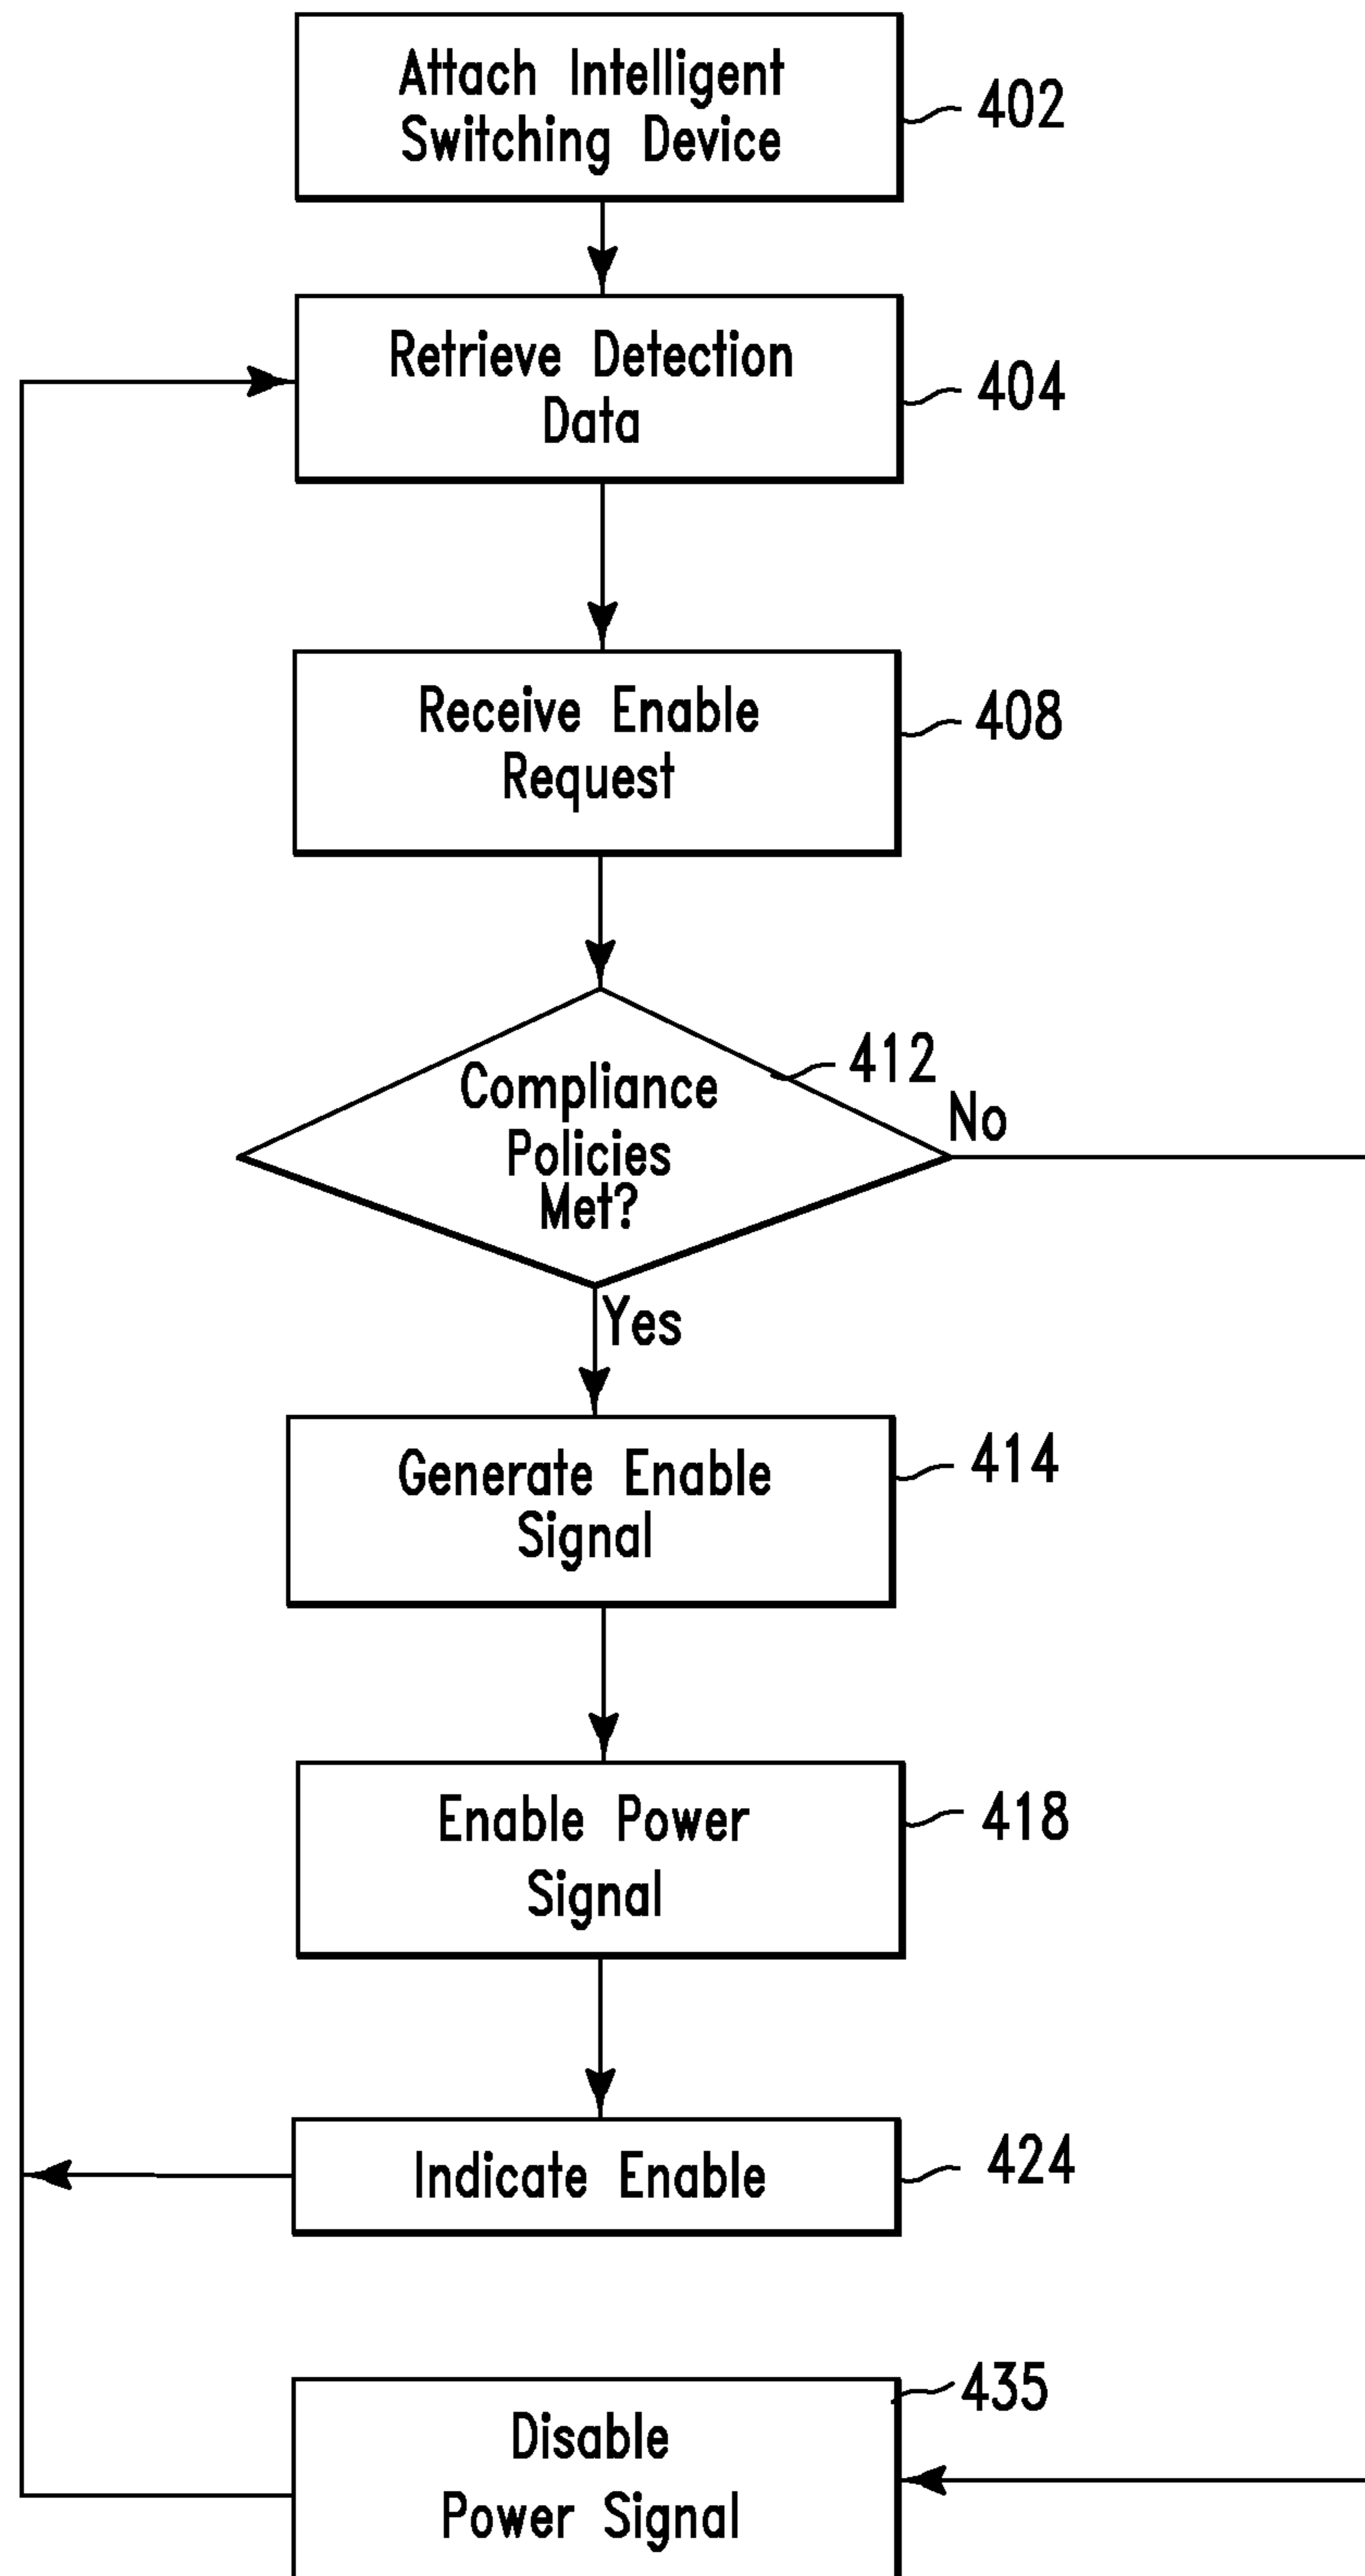 Attach Intelligent
Switching Device
402
Retrieve Detection
Data
404
Receive Enable
Request
408
Compliance
Policies
Met?
412
No
Yes
Generate Enable
Signal
414
Enable Power
Signal
418
Indicate Enable
424
Disable
Power Signal
435